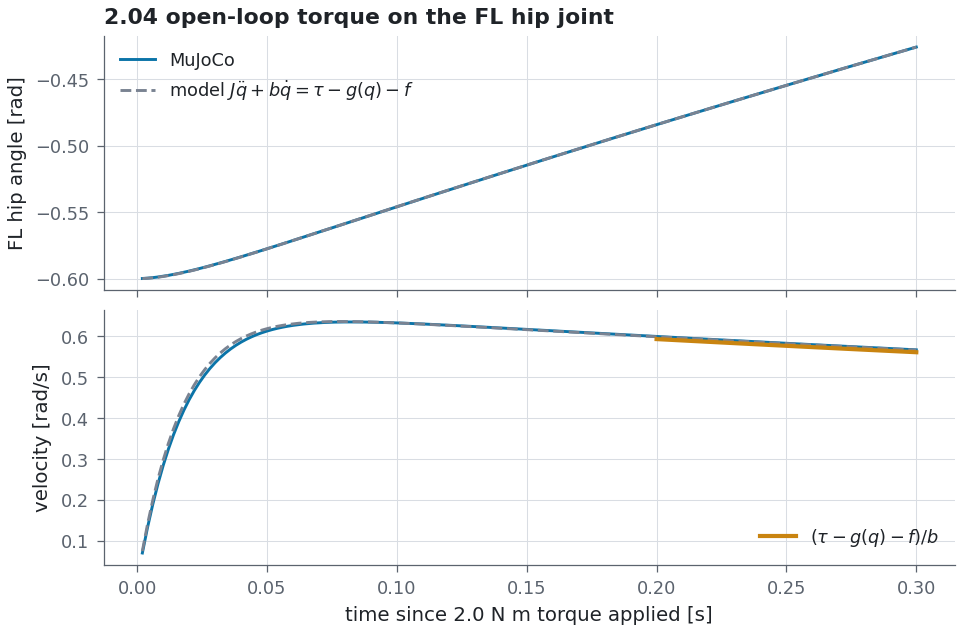 2.04 open-loop torque on the FL hip joint
MuJoCo
model Jq̈ + bq̇ = τ − g(q) − f
FL hip angle [rad]
−0.45
−0.50
−0.55
−0.60
velocity [rad/s]
0.6
0.5
0.4
0.3
0.2
0.1
(τ − g(q) − f)/b
0.00 0.05 0.10 0.15 0.20 0.25 0.30
time since 2.0 N m torque applied [s]